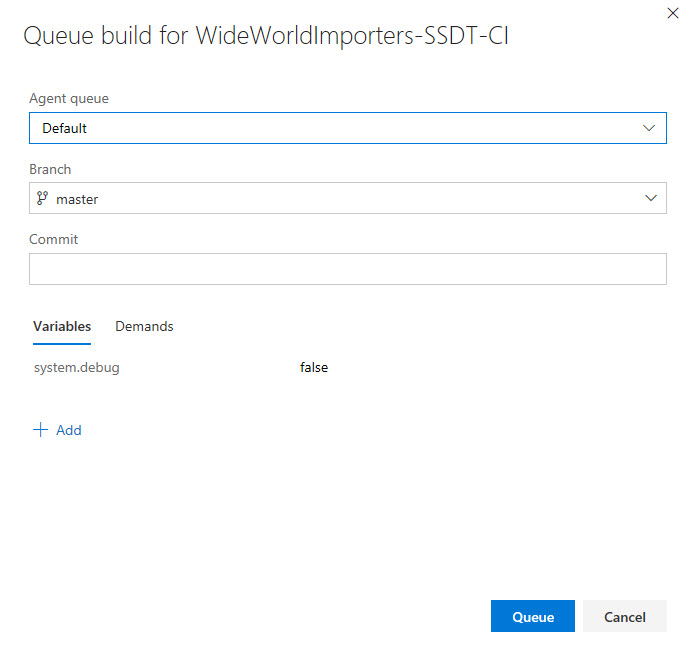 Queue build for WideWorldImporters-SSDT-CI
Agent queue
Default
Branch
master
Commit
Variables Demands
system.debug false
Add
Queue Cancel